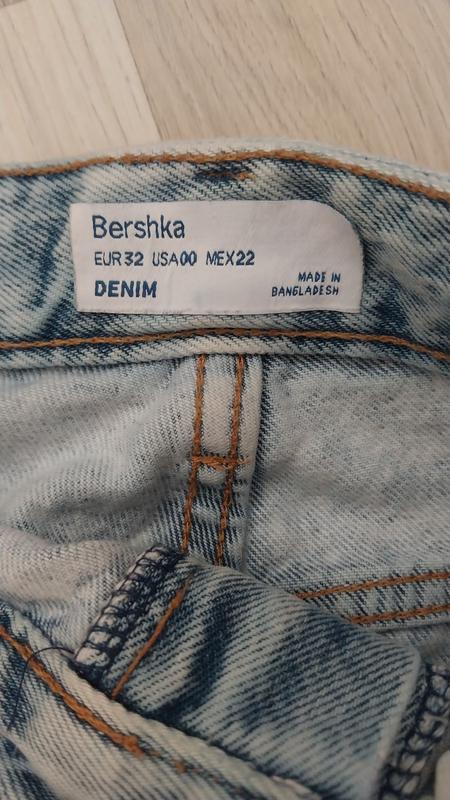 Bershka
EUR32 USA00 MEX22
DENIM
MADE IN
BANGLADESH